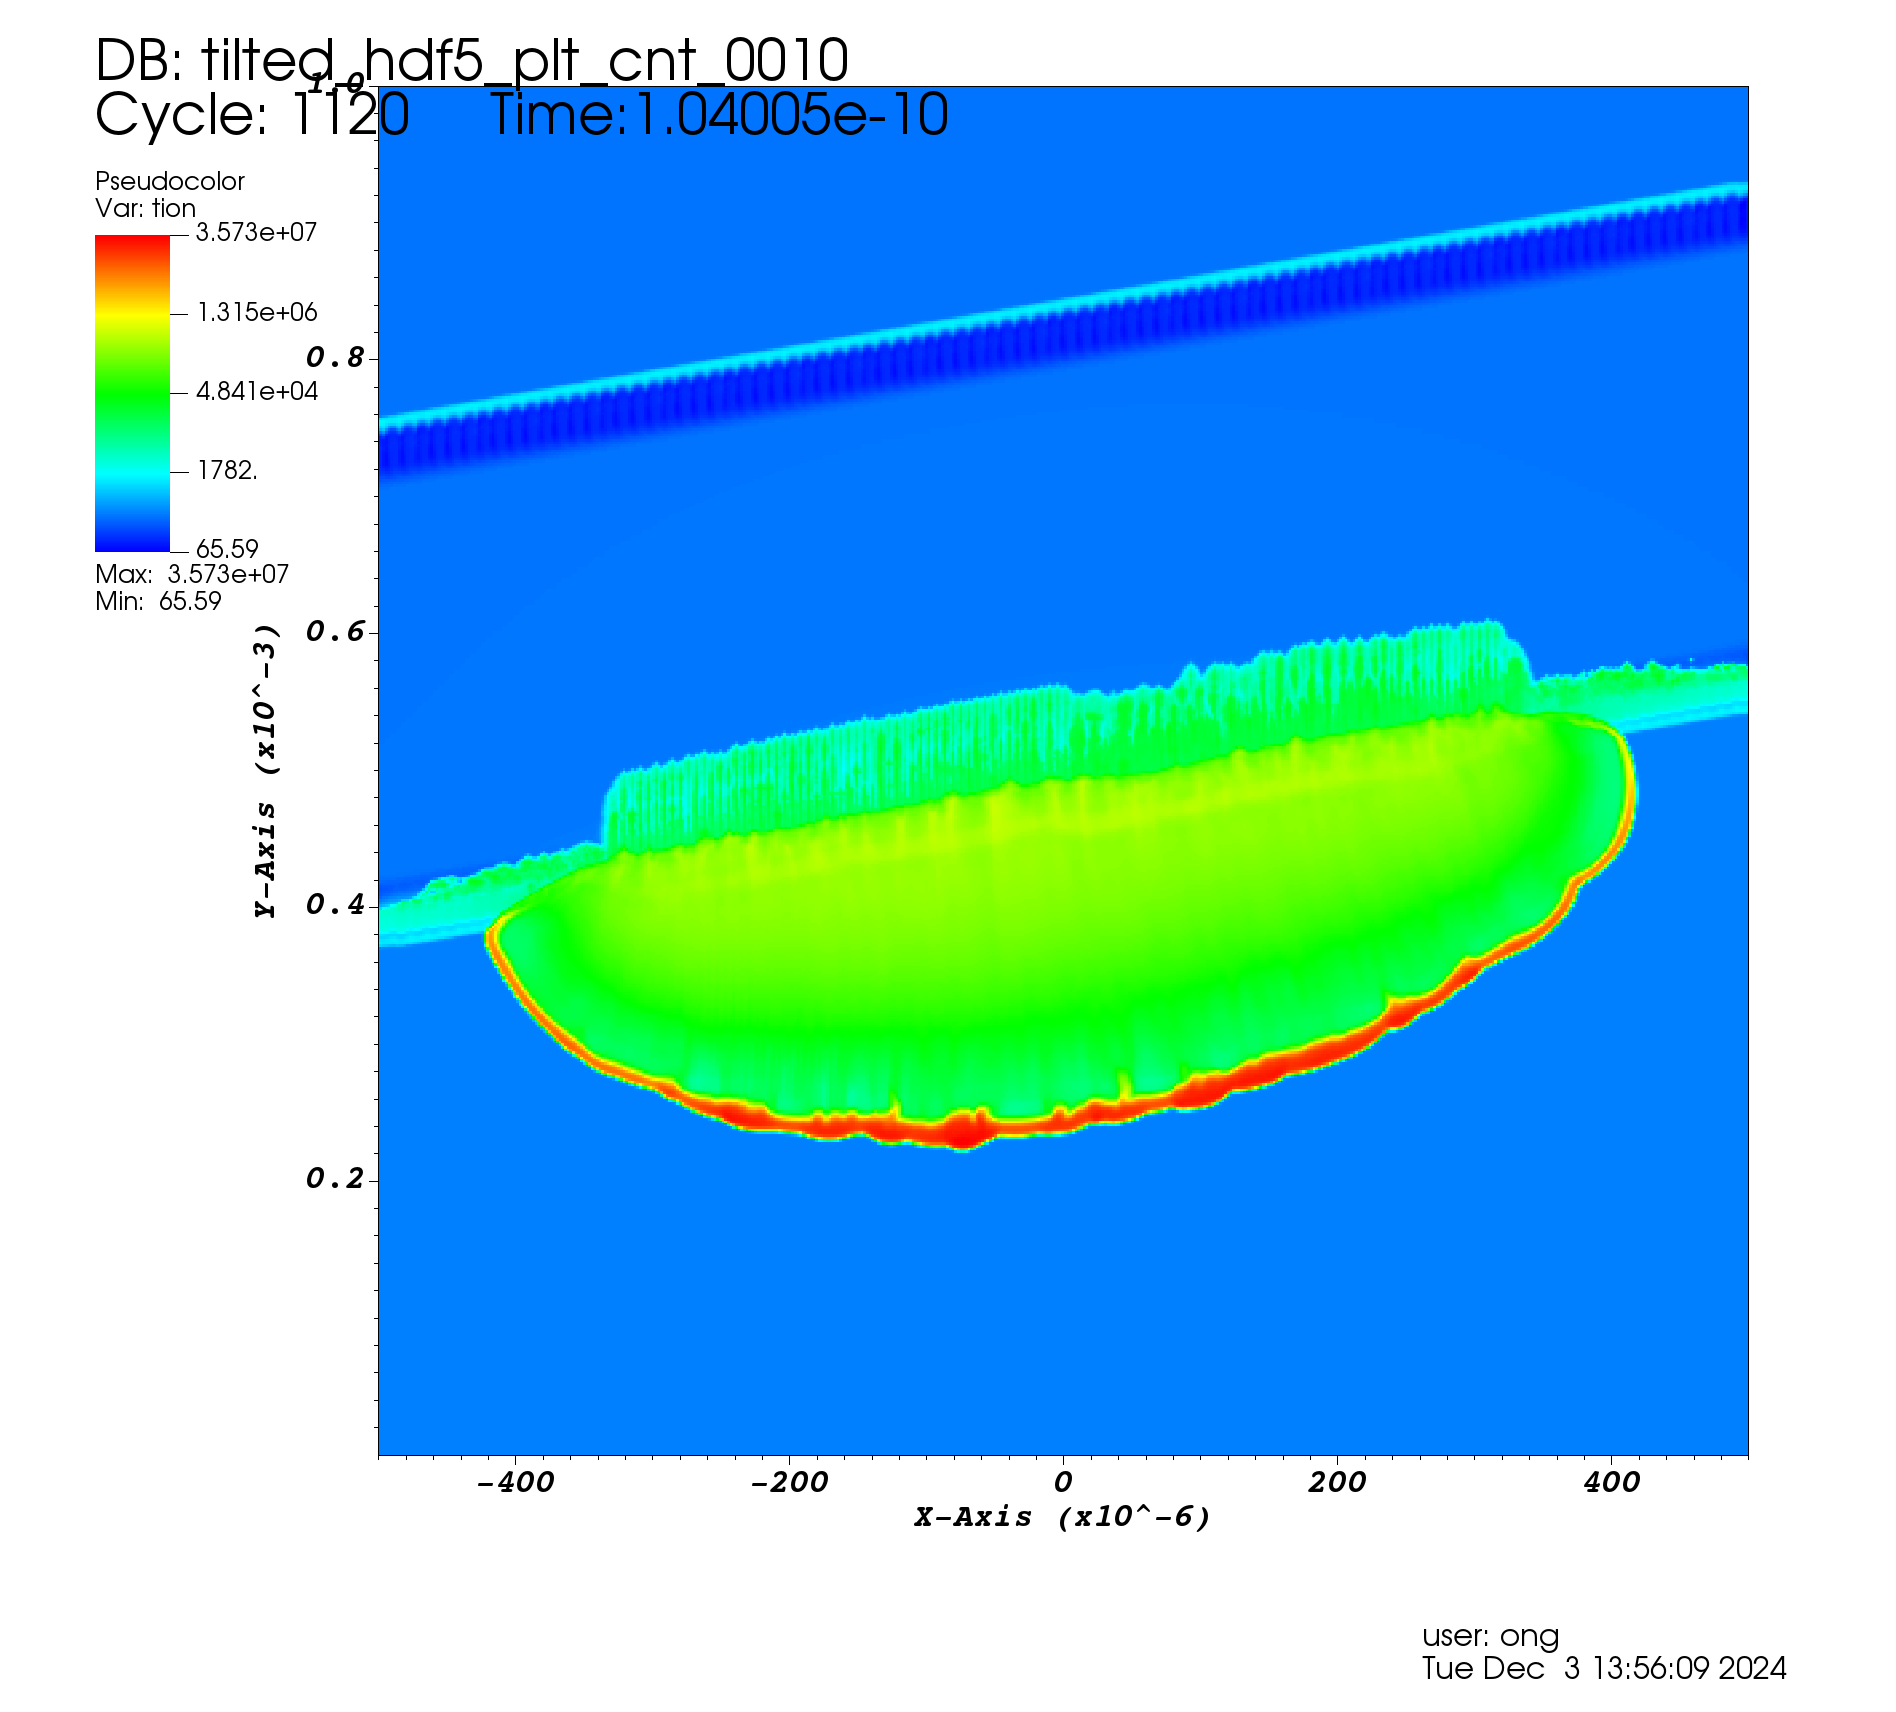 DB: tilted_hdf5_plt_cnt_0010
Cycle: 1120 Time:1.04005e-10
Pseudocolor
Var: tion
3.573e+07
1.315e+06
4.841e+04
1782.
65.59
Max: 3.573e+07
Min: 65.59
1.0
0.8
0.6
0.4
0.2
Y-Axis (x10^-3)
-400 -200 0 200 400
X-Axis (x10^-6)
user: ong
Tue Dec 3 13:56:09 2024